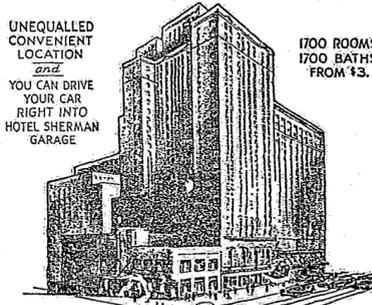 UNEQUALLED
CONVENIENT
LOCATION
and
YOU CAN DRIVE
YOUR CAR
RIGHT INTO
HOTEL SHERMAN
GARAGE
1700 ROOMS
1700 BATHS
FROM $3.